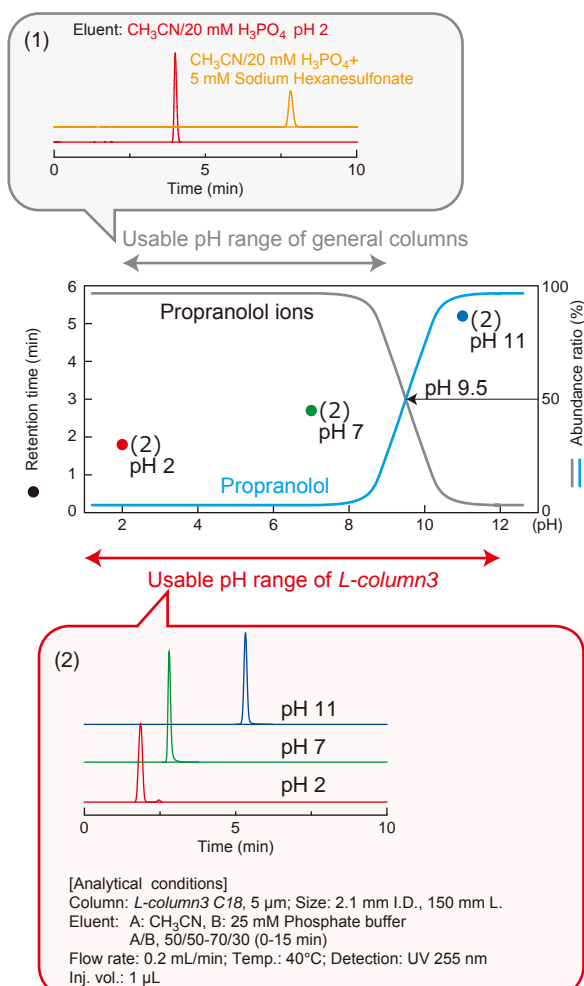 (1)
Eluent: CH₃CN/20 mM H₃PO₄ pH 2
CH₃CN/20 mM H₃PO₄+
5 mM Sodium Hexanesulfonate
0 5 10
Time (min)
Usable pH range of general columns
6
5
4
3
2
1
0
● Retention time (min)
Propranolol ions
(2)
pH 11
pH 9.5
(2)
pH 7
(2)
pH 2
Propranolol
100
50
0
Abundance ratio (%)
2 4 6 8 10 12 (pH)
Usable pH range of L-column3
(2)
pH 11
pH 7
pH 2
0 5 10
Time (min)
[Analytical conditions]
Column: L-column3 C18, 5 µm; Size: 2.1 mm I.D., 150 mm L.
Eluent: A: CH₃CN, B: 25 mM Phosphate buffer
A/B, 50/50-70/30 (0-15 min)
Flow rate: 0.2 mL/min; Temp.: 40°C; Detection: UV 255 nm
Inj. vol.: 1 µL